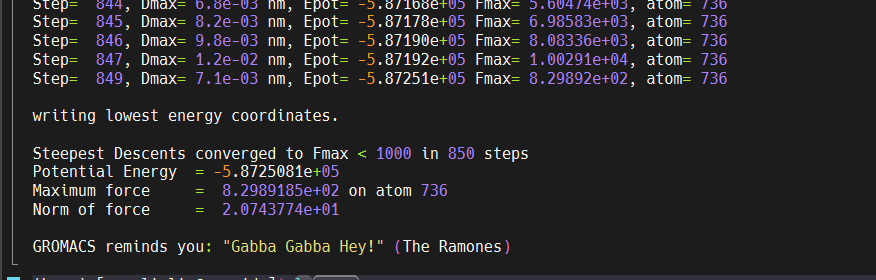 Step=  844, Dmax= 6.8e-03 nm, Epot= -5.87168e+05 Fmax= 5.60474e+03, atom= 736
Step=  845, Dmax= 8.2e-03 nm, Epot= -5.87178e+05 Fmax= 6.98583e+03, atom= 736
Step=  846, Dmax= 9.8e-03 nm, Epot= -5.87190e+05 Fmax= 8.08336e+03, atom= 736
Step=  847, Dmax= 1.2e-02 nm, Epot= -5.87192e+05 Fmax= 1.00291e+04, atom= 736
Step=  849, Dmax= 7.1e-03 nm, Epot= -5.87251e+05 Fmax= 8.29892e+02, atom= 736
writing lowest energy coordinates.
Steepest Descents converged to Fmax < 1000 in 850 steps
Potential Energy  = -5.8725081e+05
Maximum force     =  8.2989185e+02 on atom 736
Norm of force     =  2.0743774e+01
GROMACS reminds you: "Gabba Gabba Hey!" (The Ramones)